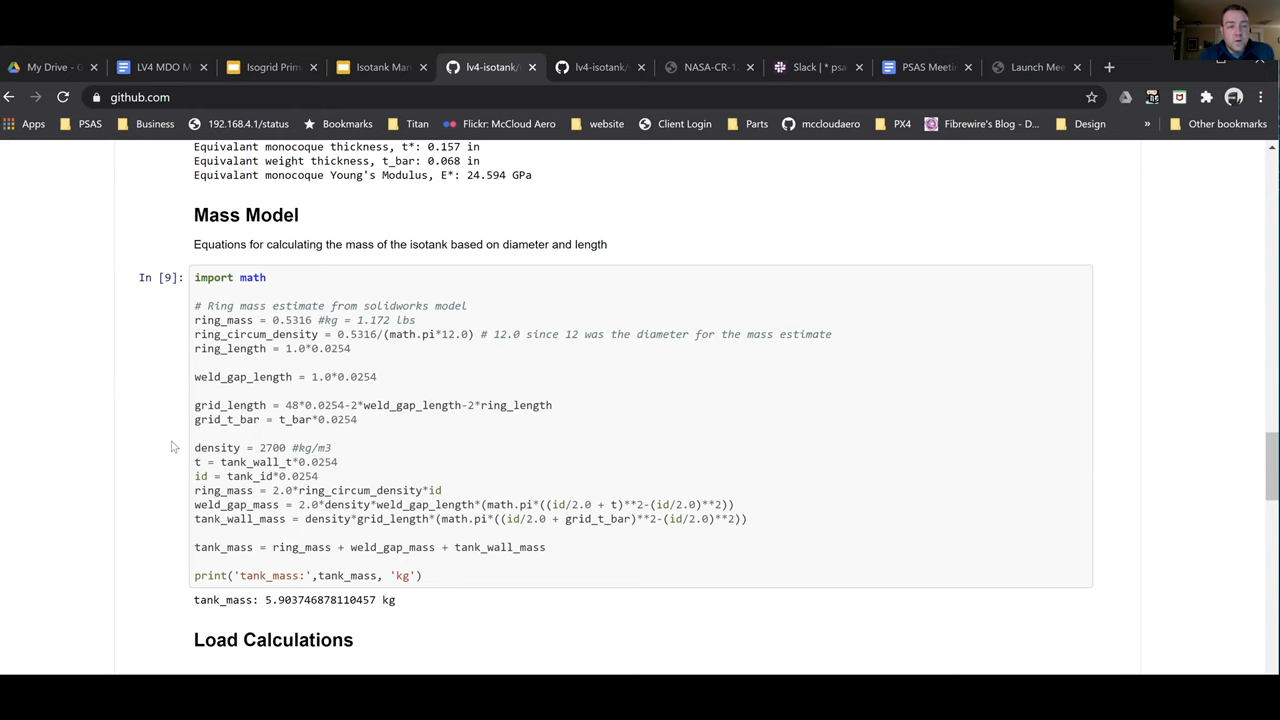 My Drive - G
LV4 MDO M
Isogrid Prim
Isotank Man
lv4-isotank/
lv4-isotank/
NASA-CR-1
Slack | * psa
PSAS Meeti
Launch Mee
github.com
Apps
PSAS
Business
192.168.4.1/status
Bookmarks
Titan
Flickr: McCloud Aero
website
Client Login
Parts
mccloudaero
PX4
Fibrewire's Blog - D...
Design
»
Other bookmarks
Equivalant monocoque thickness, t*: 0.157 in
Equivalent weight thickness, t_bar: 0.068 in
Equivalant monocoque Young's Modulus, E*: 24.594 GPa
Mass Model
Equations for calculating the mass of the isotank based on diameter and length
In [9]:
import math
# Ring mass estimate from solidworks model
ring_mass = 0.5316 #kg = 1.172 lbs
ring_circum_density = 0.5316/(math.pi*12.0) # 12.0 since 12 was the diameter for the mass estimate
ring_length = 1.0*0.0254
weld_gap_length = 1.0*0.0254
grid_length = 48*0.0254-2*weld_gap_length-2*ring_length
grid_t_bar = t_bar*0.0254
density = 2700 #kg/m3
t = tank_wall_t*0.0254
id = tank_id*0.0254
ring_mass = 2.0*ring_circum_density*id
weld_gap_mass = 2.0*density*weld_gap_length*(math.pi*((id/2.0 + t)**2-(id/2.0)**2))
tank_wall_mass = density*grid_length*(math.pi*((id/2.0 + grid_t_bar)**2-(id/2.0)**2))
tank_mass = ring_mass + weld_gap_mass + tank_wall_mass
print('tank_mass:',tank_mass, 'kg')
tank_mass: 5.903746878110457 kg
Load Calculations